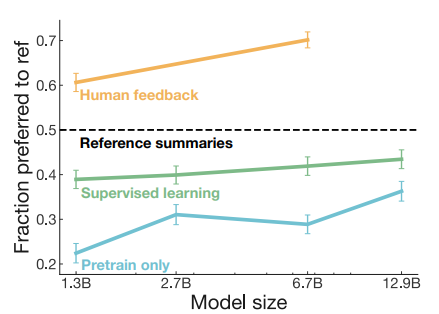 Fraction preferred to ref
0.7
0.6
0.5
0.4
0.3
0.2
Human feedback
Reference summaries
Supervised learning
Pretrain only
1.3B 2.7B 6.7B 12.9B
Model size